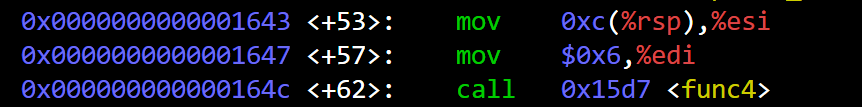 0x0000000000001643 <+53>: mov 0xc(%rsp),%esi
0x0000000000001647 <+57>: mov $0x6,%edi
0x000000000000164c <+62>: call 0x15d7 <func4>